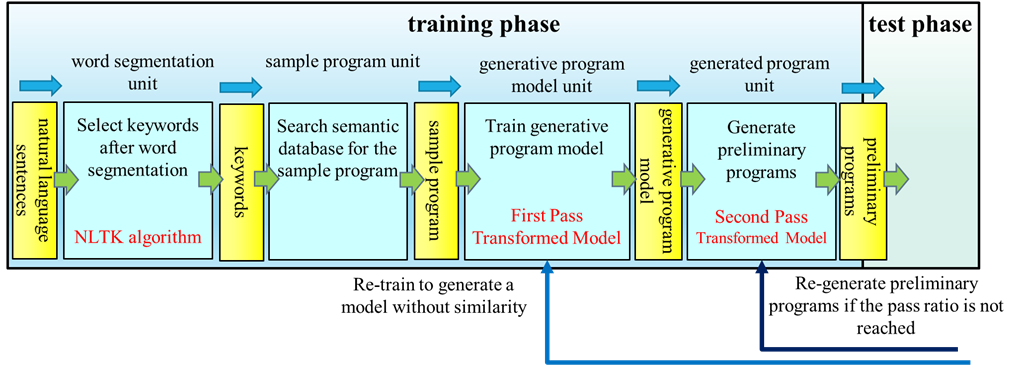 training phase
test phase
word segmentation
unit
sample program unit
generative program
model unit
generated program
unit
natural language
sentences
Select keywords
after word
segmentation
NLTK algorithm
keywords
Search semantic
database for the
sample program
sample program
Train generative
program model
First Pass
Transformed Model
generative program
model
Generate
preliminary
programs
Second Pass
Transformed Model
preliminary
programs
Re-train to generate a
model without similarity
Re-generate preliminary
programs if the pass ratio is not
reached